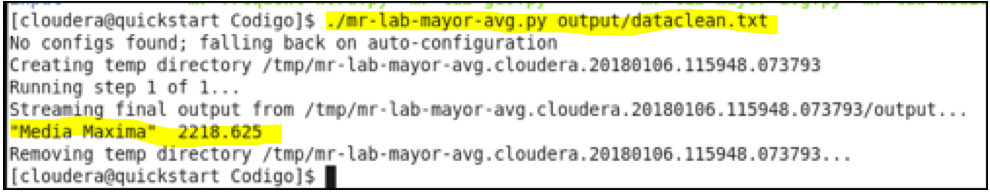 [cloudera@quickstart Codigo]$ ./mr-lab-mayor-avg.py output/dataclean.txt
No configs found; falling back on auto-configuration
Creating temp directory /tmp/mr-lab-mayor-avg.cloudera.20180106.115948.073793
Running step 1 of 1...
Streaming final output from /tmp/mr-lab-mayor-avg.cloudera.20180106.115948.073793/output...
"Media Maxima" 2218.625
Removing temp directory /tmp/mr-lab-mayor-avg.cloudera.20180106.115948.073793...
[cloudera@quickstart Codigo]$